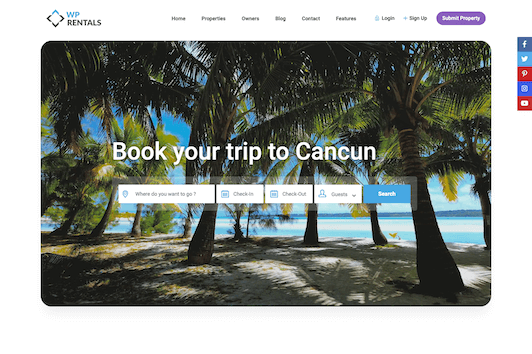 WP
RENTALS
Home Properties Owners Blog Contact Features Login Sign Up Submit Property
Book your trip to Cancun
Where do you want to go ? Check-In Check-Out Guests Search